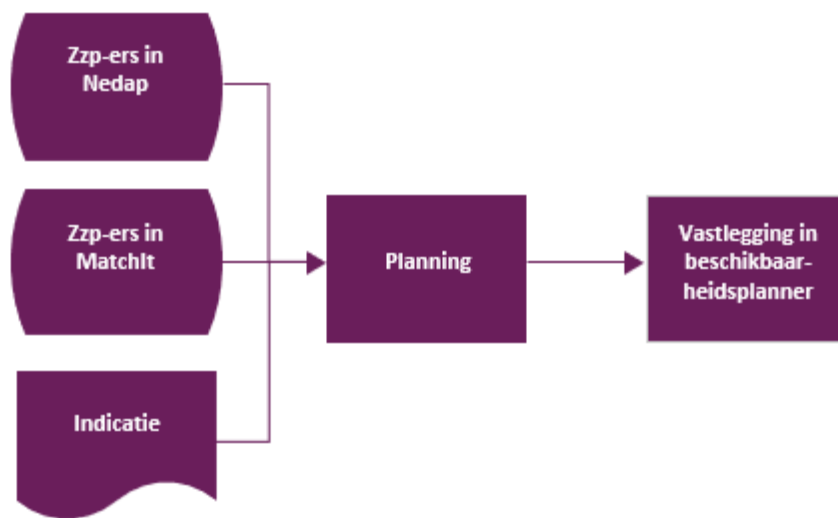 Zzp-ers in
Nedap
Zzp-ers in
MatchIt
Indicatie
Planning
Vastlegging in
beschikbaar-
heidsplanner